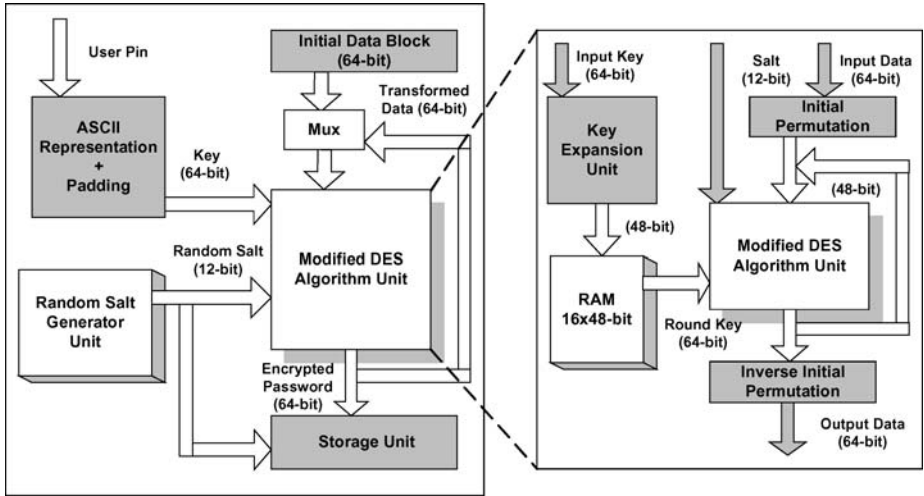 User Pin
Initial Data Block
(64-bit)
Transformed
Data (64-bit)
Mux
ASCII
Representation
+
Padding
Key
(64-bit)
Random Salt
(12-bit)
Modified DES
Algorithm Unit
Random Salt
Generator
Unit
Encrypted
Password
(64-bit)
Storage Unit
Input Key
(64-bit)
Salt
(12-bit)
Input Data
(64-bit)
Initial
Permutation
Key
Expansion
Unit
(48-bit)
(48-bit)
Modified DES
Algorithm Unit
RAM
16x48-bit
Round Key
(64-bit)
Inverse Initial
Permutation
Output Data
(64-bit)